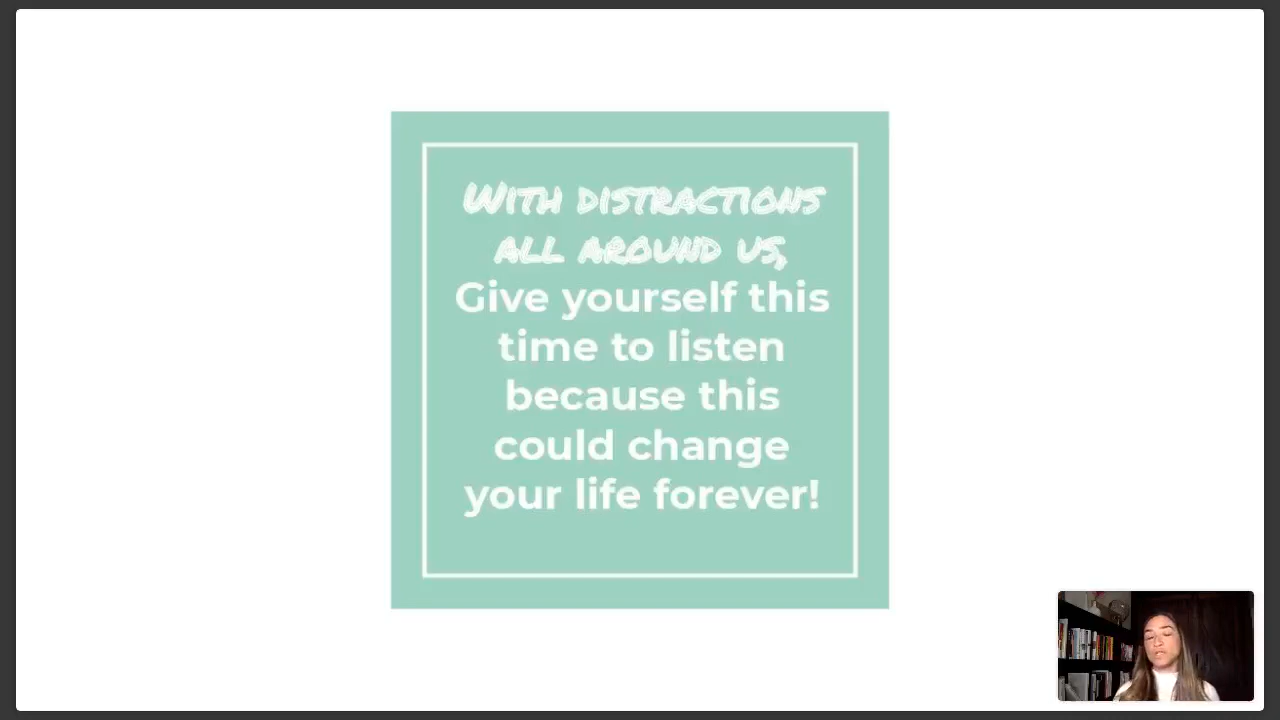 With distractions
all around us,
Give yourself this
time to listen
because this
could change
your life forever!